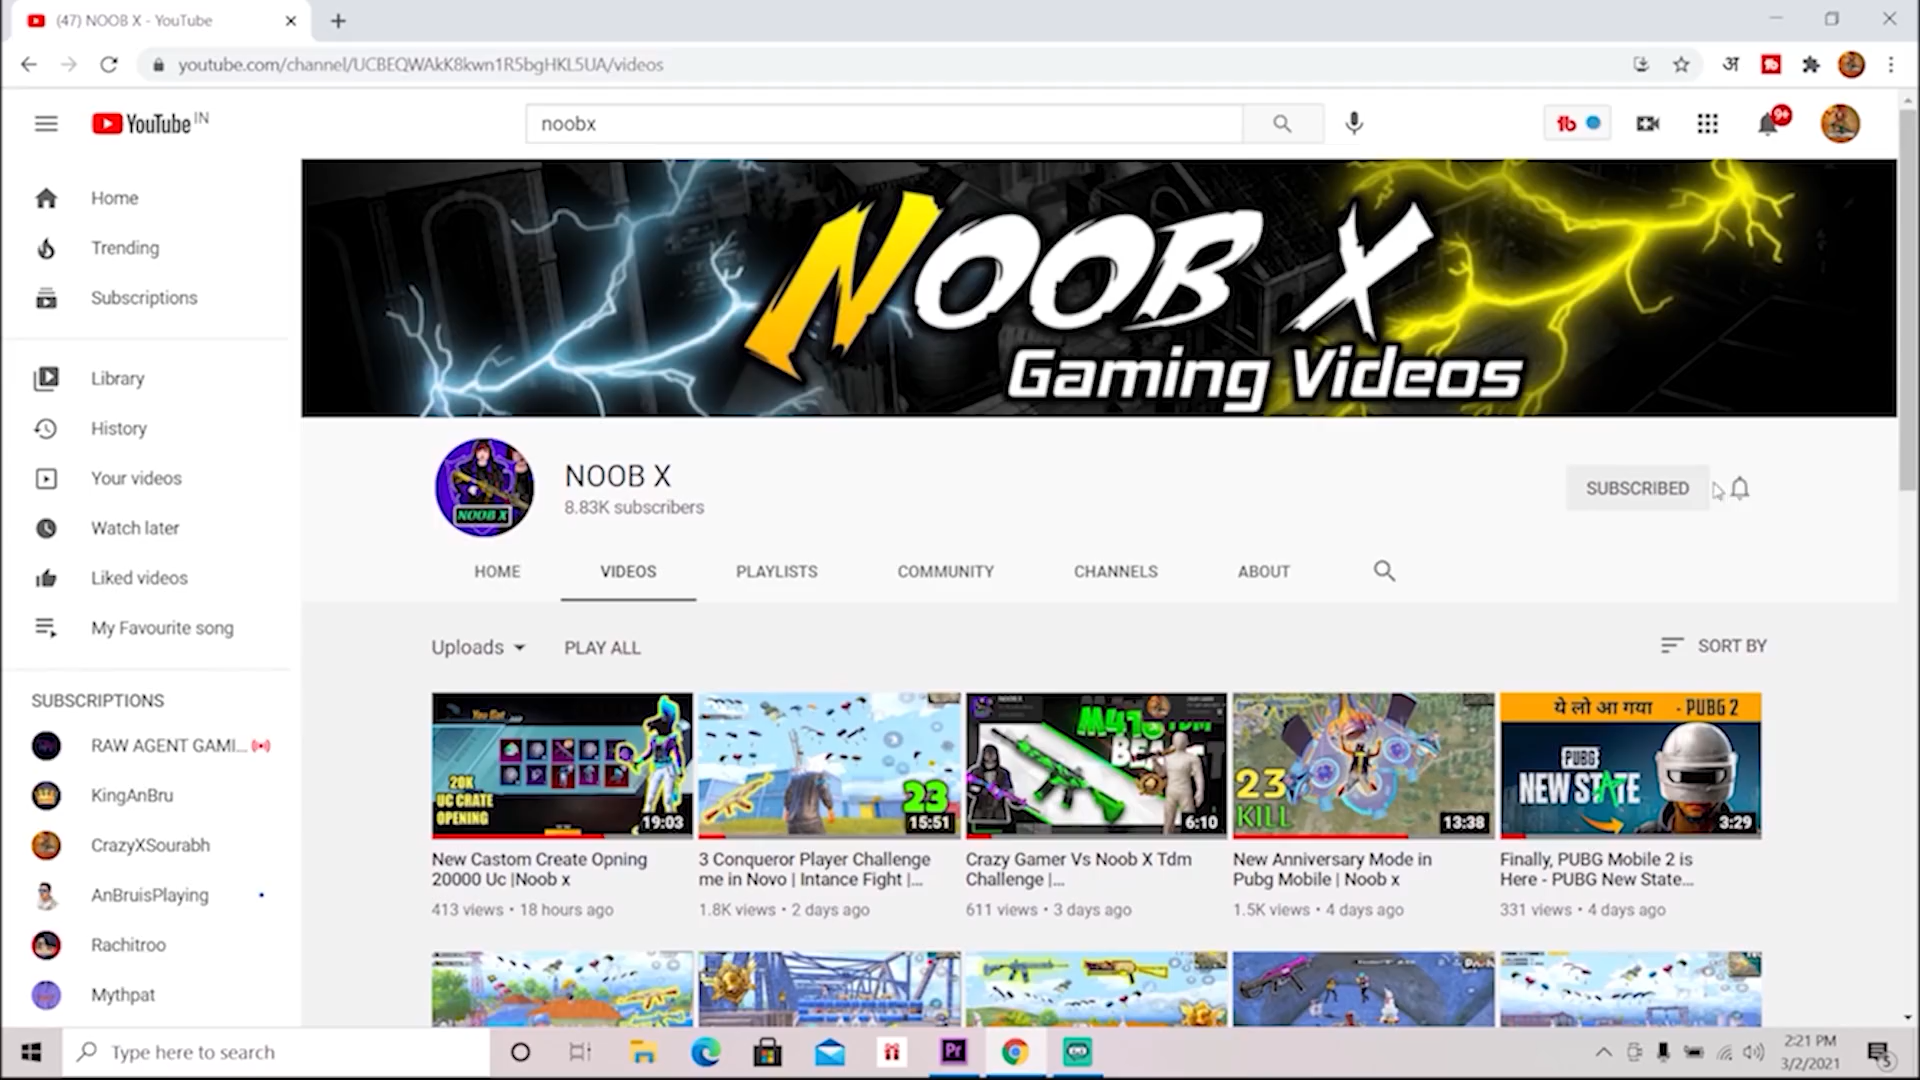 (47) NOOB X - YouTube
youtube.com/channel/UCBEQWAkK8kwn1R5bgHKL5UA/videos
अ
YouTube IN
noobx
9+
Home
Trending
Subscriptions
Library
History
Your videos
Watch later
Liked videos
My Favourite song
SUBSCRIPTIONS
RAW AGENT GAMI...
KingAnBru
CrazyXSourabh
AnBruisPlaying
Rachitroo
Mythpat
NOOB X
Gaming Videos
NOOB X
NOOB X
8.83K subscribers
SUBSCRIBED
HOME VIDEOS PLAYLISTS COMMUNITY CHANNELS ABOUT
Uploads PLAY ALL SORT BY
You Got
20K
UC CRATE
OPENING
19:03
23
15:51
6:10
23
KILL
13:38
ये लो आ गया - PUBG 2
PUBG
NEW STATE
3:29
New Castom Create Opning
20000 Uc |Noob x
413 views • 18 hours ago
3 Conqueror Player Challenge
me in Novo | Intance Fight |...
1.8K views • 2 days ago
Crazy Gamer Vs Noob X Tdm
Challenge |...
611 views • 3 days ago
New Anniversary Mode in
Pubg Mobile | Noob x
1.5K views • 4 days ago
Finally, PUBG Mobile 2 is
Here - PUBG New State...
331 views • 4 days ago
Type here to search
Pr
2:21 PM
3/2/2021
5